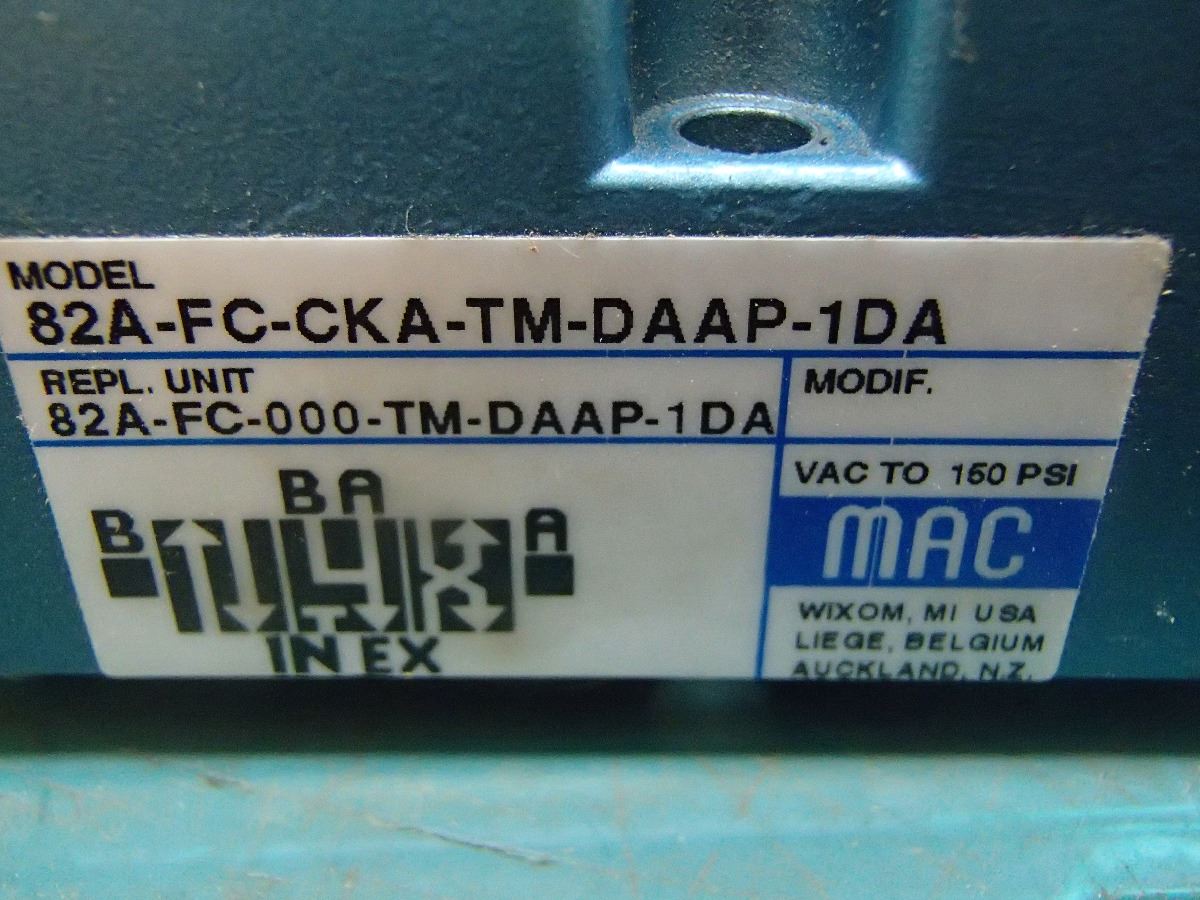 MODEL
82A-FC-CKA-TM-DAAP-1DA
REPL. UNIT
82A-FC-000-TM-DAAP-1DA
MODIF.
VAC TO 150 PSI
MAC
WIXOM, MI USA
LIEGE, BELGIUM
AUCKLAND, N.Z.
B A
B A
IN EX